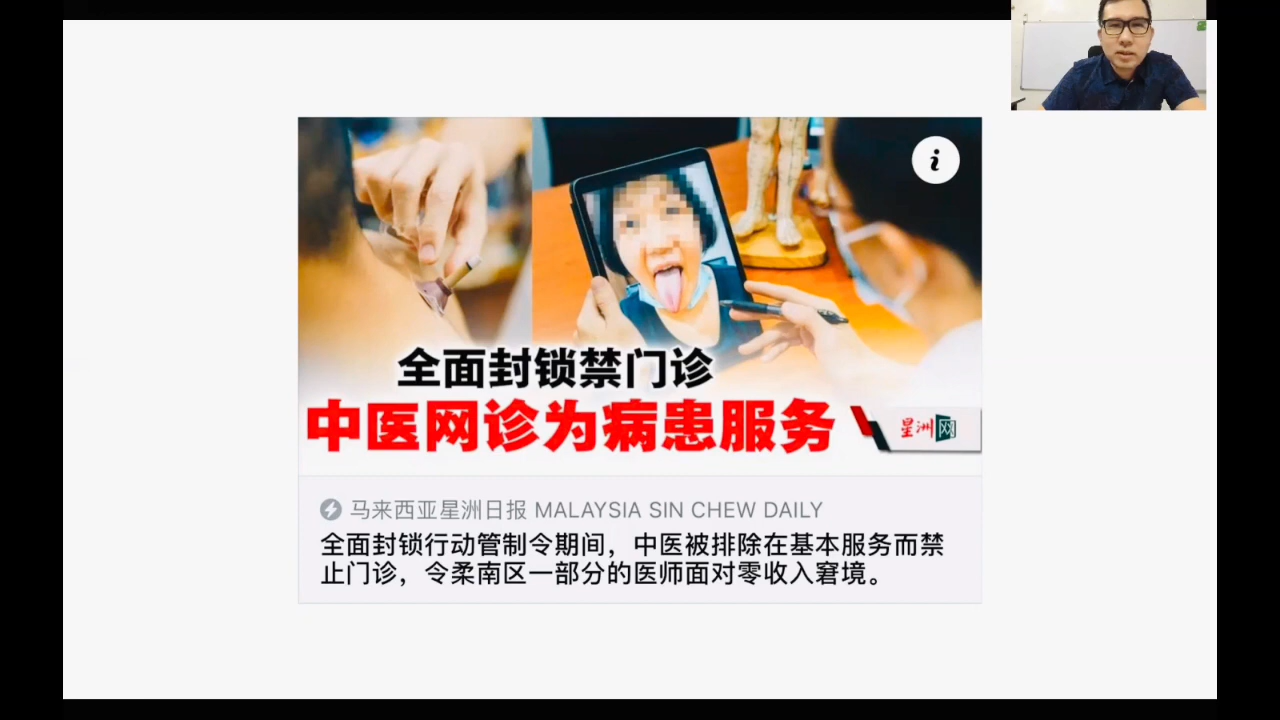 全面封锁禁门诊
中医网诊为病患服务
星洲网
马来西亚星洲日报 MALAYSIA SIN CHEW DAILY
全面封锁行动管制令期间，中医被排除在基本服务而禁
止门诊，令柔南区一部分的医师面对零收入窘境。